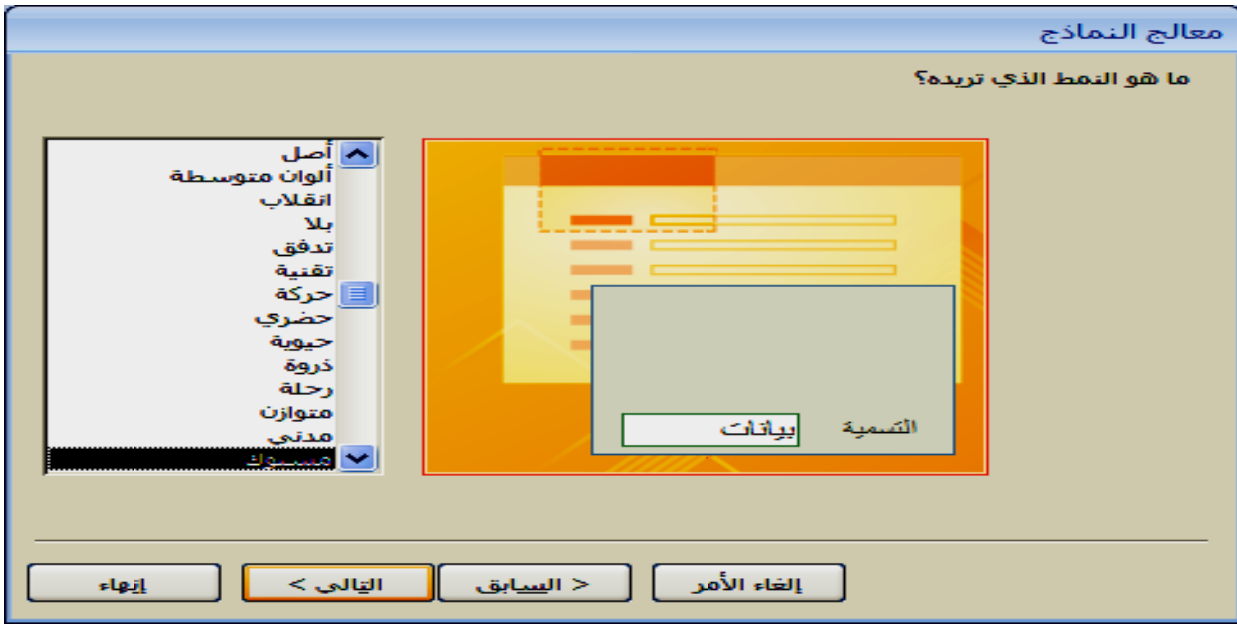 معالج النماذج
ما هو النمط الذي تريده؟
أصل
ألوان متوسطة
انقلاب
بلا
تدفق
تقنية
حركة
حضري
حيوية
ذروة
رحلة
متوازن
مدني
مسبوك
التسمية بيانات
إلغاء الأمر < السابق التالي > إنهاء